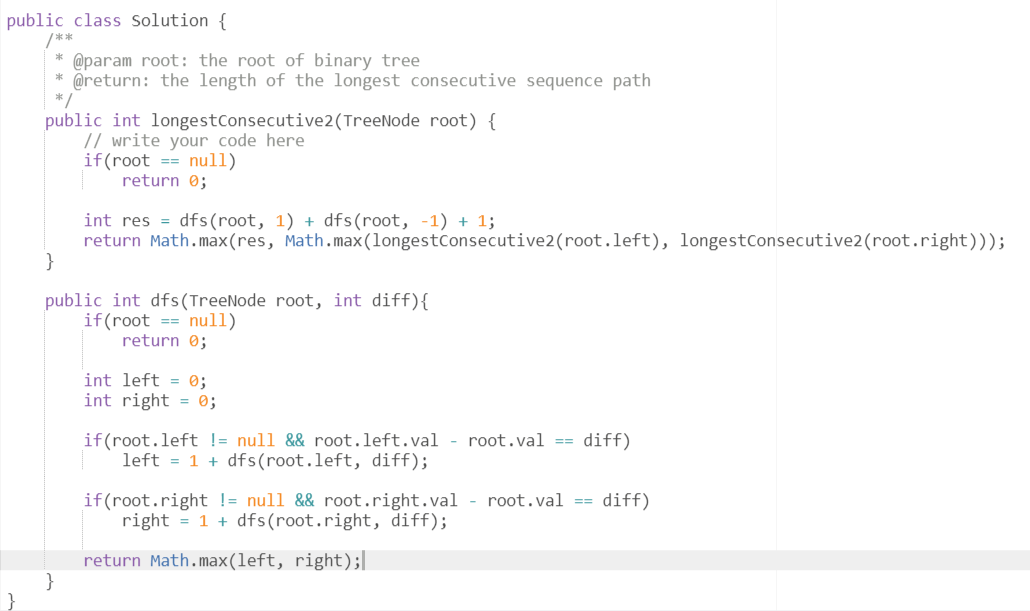 public class Solution {
    /**
     * @param root: the root of binary tree
     * @return: the length of the longest consecutive sequence path
     */
    public int longestConsecutive2(TreeNode root) {
        // write your code here
        if(root == null)
            return 0;

        int res = dfs(root, 1) + dfs(root, -1) + 1;
        return Math.max(res, Math.max(longestConsecutive2(root.left), longestConsecutive2(root.right)));
    }

    public int dfs(TreeNode root, int diff){
        if(root == null)
            return 0;

        int left = 0;
        int right = 0;

        if(root.left != null && root.left.val - root.val == diff)
            left = 1 + dfs(root.left, diff);

        if(root.right != null && root.right.val - root.val == diff)
            right = 1 + dfs(root.right, diff);

        return Math.max(left, right);
    }
}